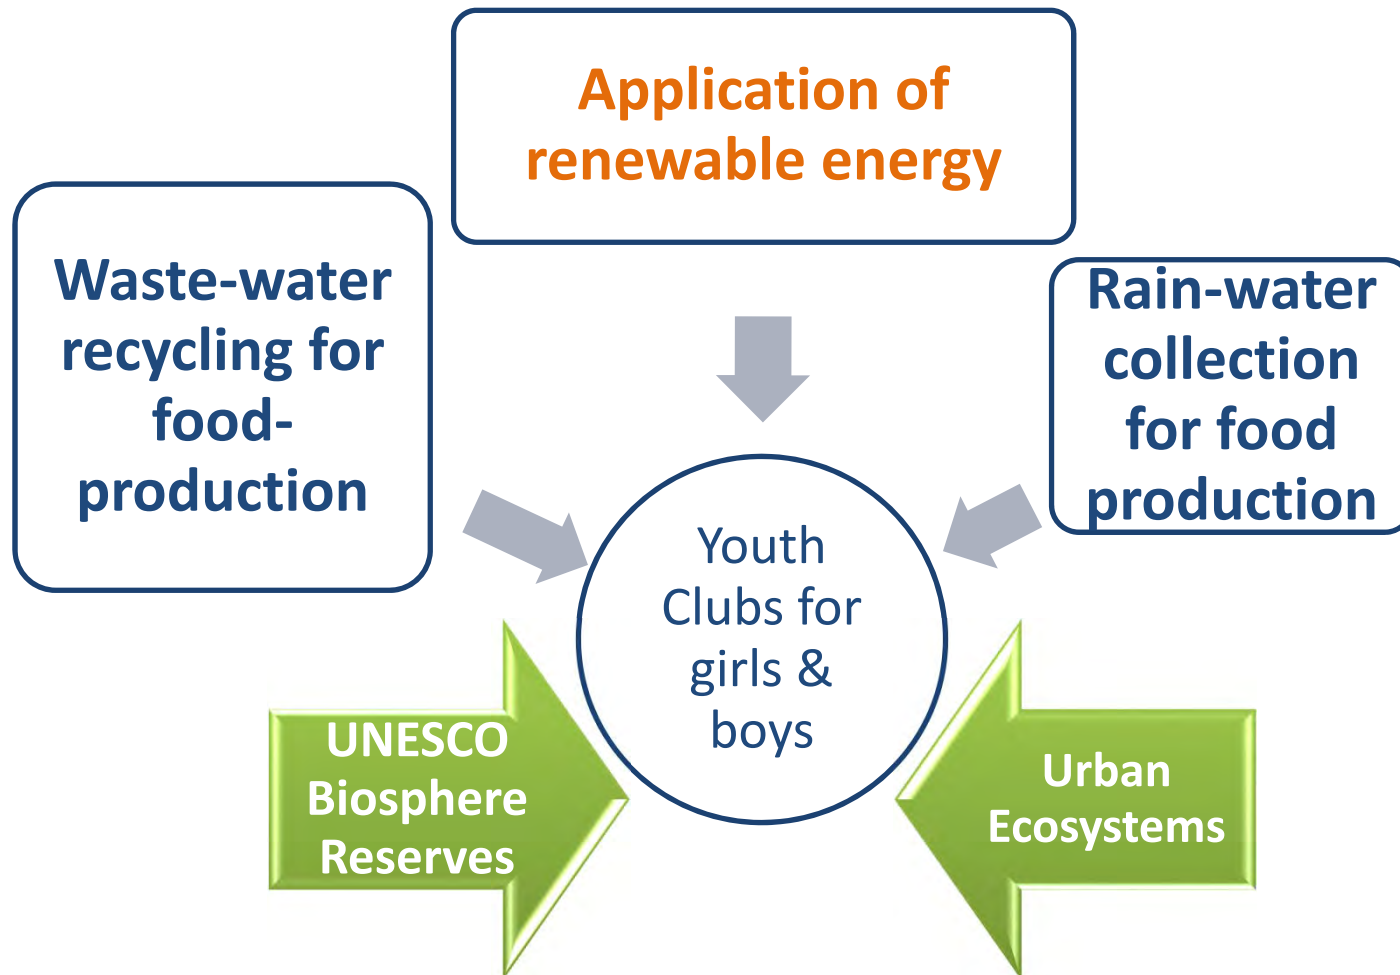 Application of
renewable energy
Waste-water
recycling for
food-
production
Rain-water
collection
for food
production
Youth
Clubs for
girls &
boys
UNESCO
Biosphere
Reserves
Urban
Ecosystems